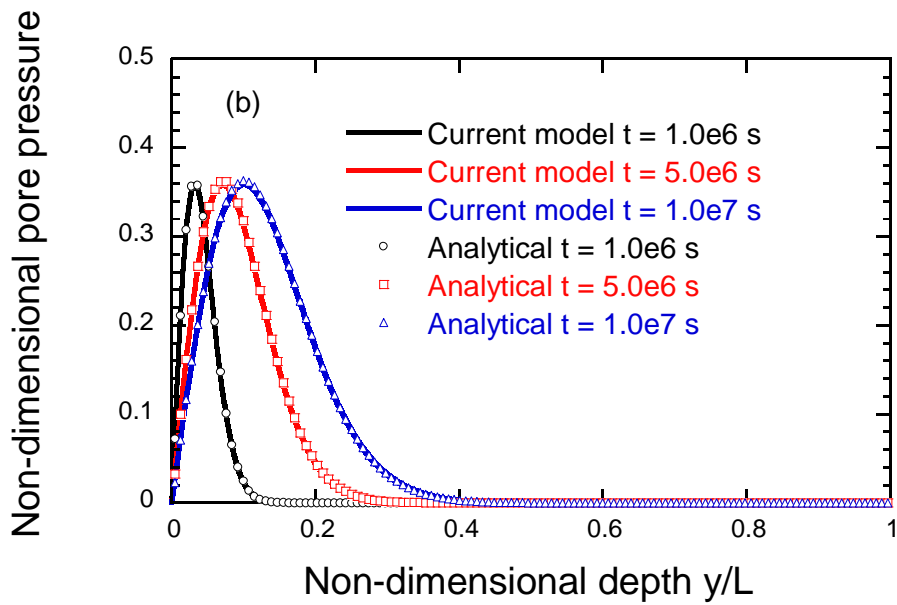 Non-dimensional pore pressure
0.5
0.4
0.3
0.2
0.1
0
(b)
Current model t = 1.0e6 s
Current model t = 5.0e6 s
Current model t = 1.0e7 s
Analytical t = 1.0e6 s
Analytical t = 5.0e6 s
Analytical t = 1.0e7 s
0 0.2 0.4 0.6 0.8 1
Non-dimensional depth y/L